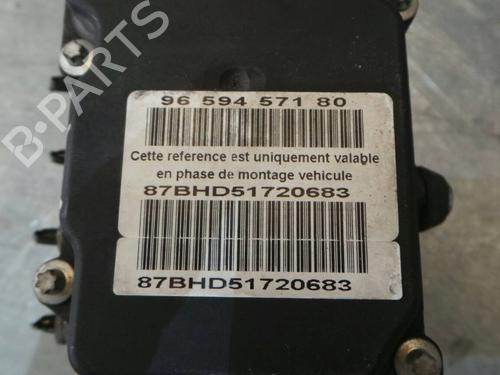 96 594 571 80
Cette reference est uniquement valable
en phase de montage vehicule
87BHD51720683
87BHD51720683
B-PARTS